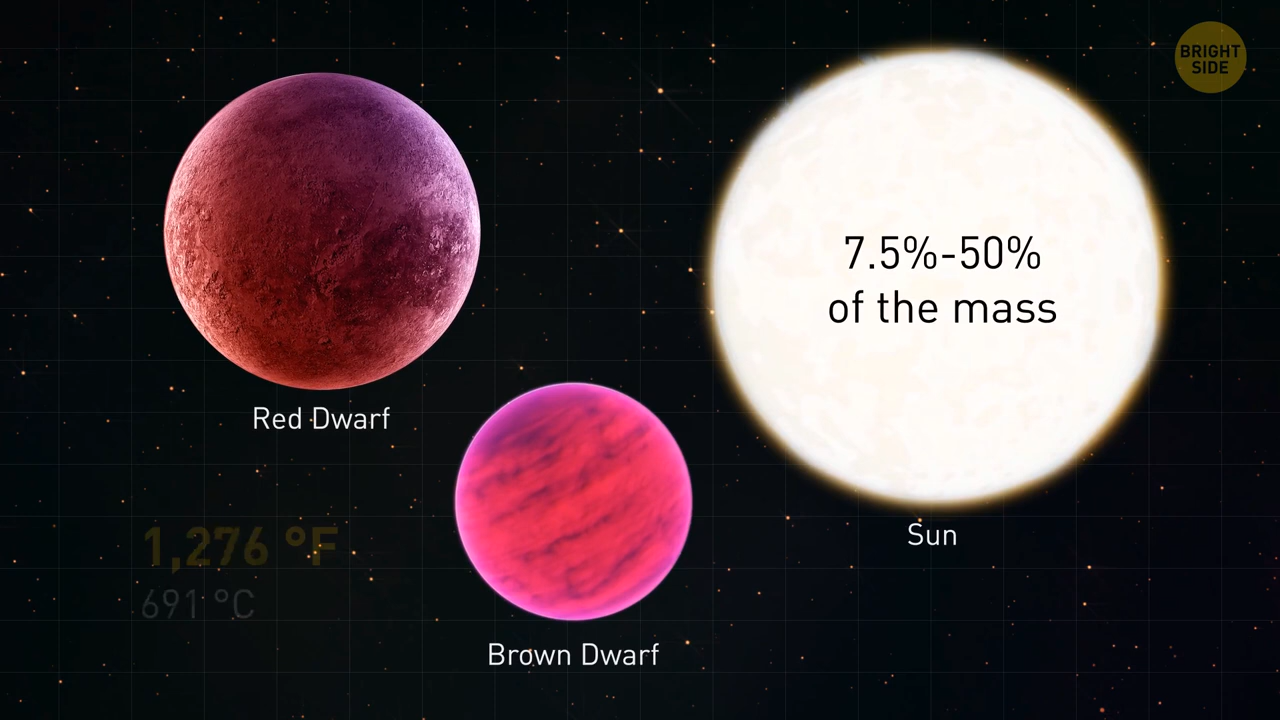 BRIGHT
SIDE
7.5%-50%
of the mass
Red Dwarf
Sun
1,276 °F
691 °C
Brown Dwarf